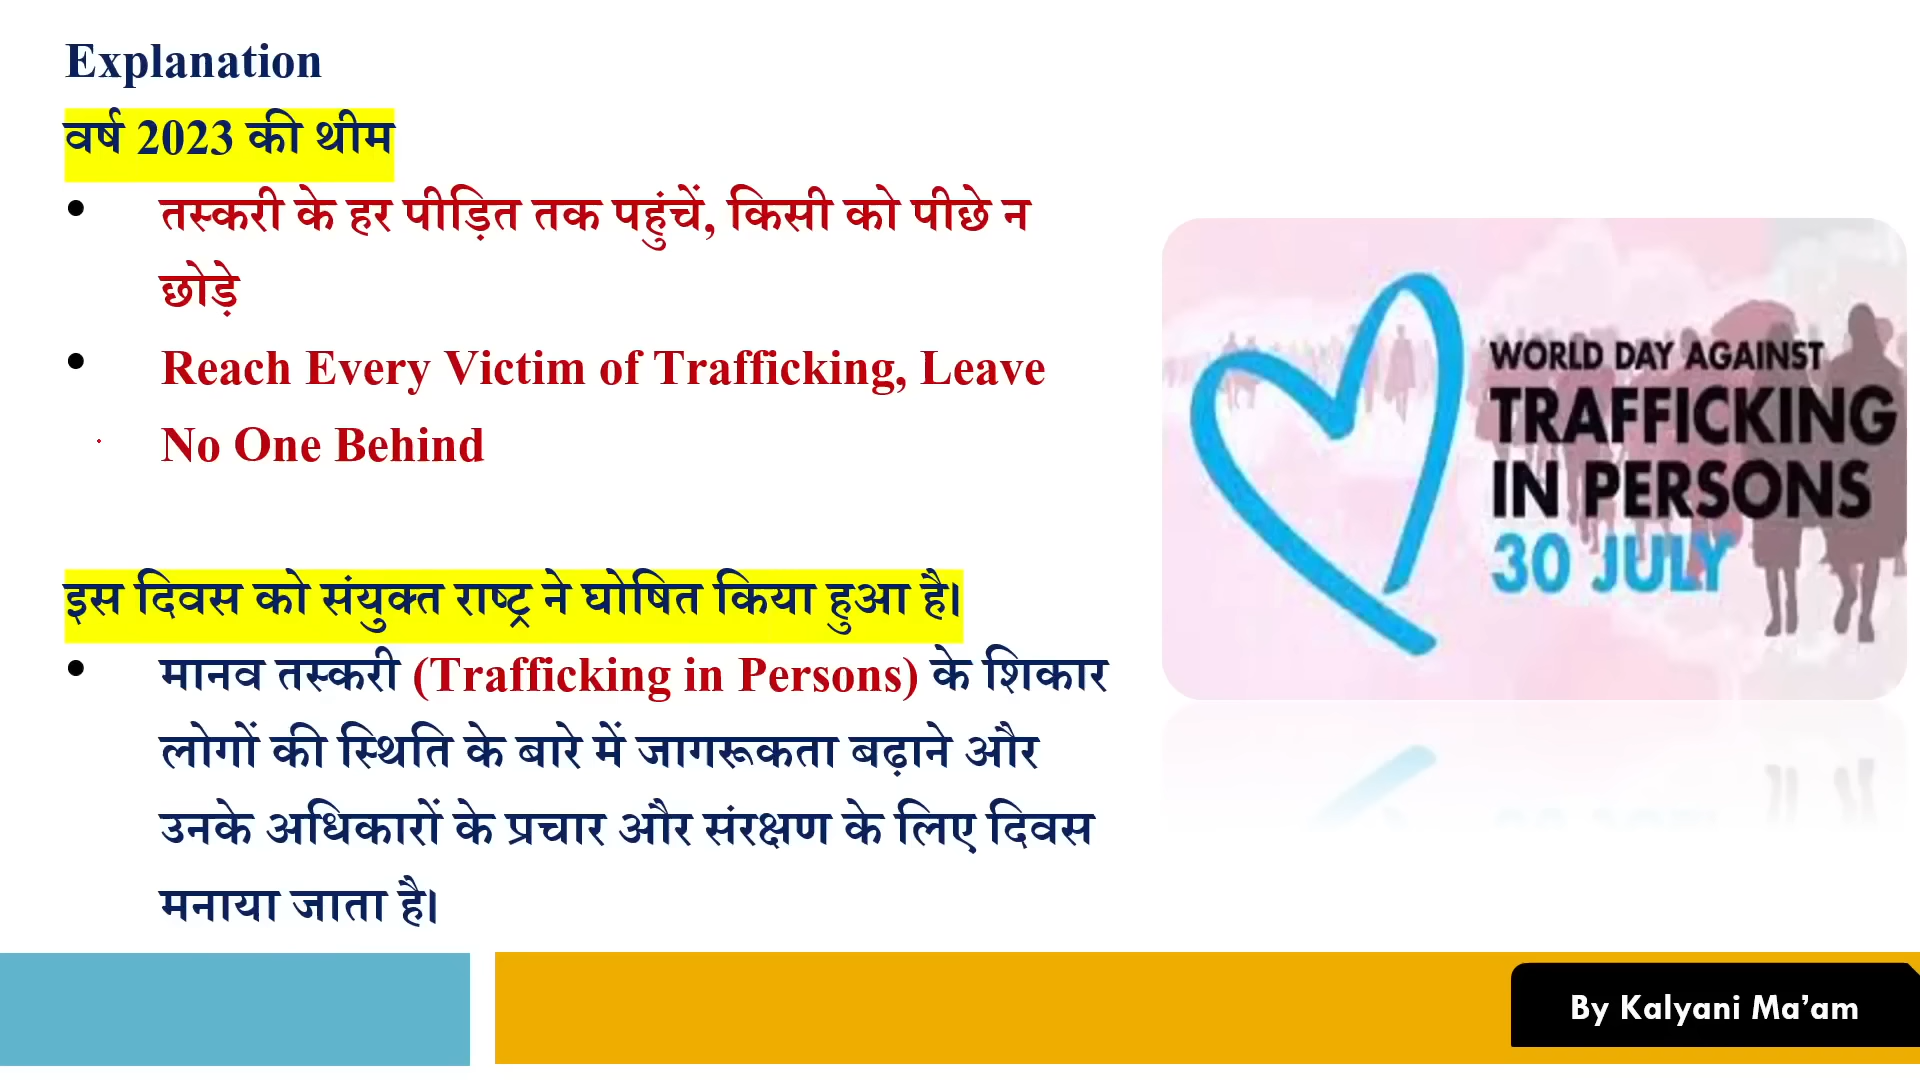 Explanation
वर्ष 2023 की थीम
• तस्करी के हर पीड़ित तक पहुंचें, किसी को पीछे न
छोड़े
• Reach Every Victim of Trafficking, Leave
No One Behind
इस दिवस को संयुक्त राष्ट्र ने घोषित किया हुआ है।
• मानव तस्करी (Trafficking in Persons) के शिकार
लोगों की स्थिति के बारे में जागरूकता बढ़ाने और
उनके अधिकारों के प्रचार और संरक्षण के लिए दिवस
मनाया जाता है।
WORLD DAY AGAINST
TRAFFICKING
IN PERSONS
30 JULY
By Kalyani Ma’am